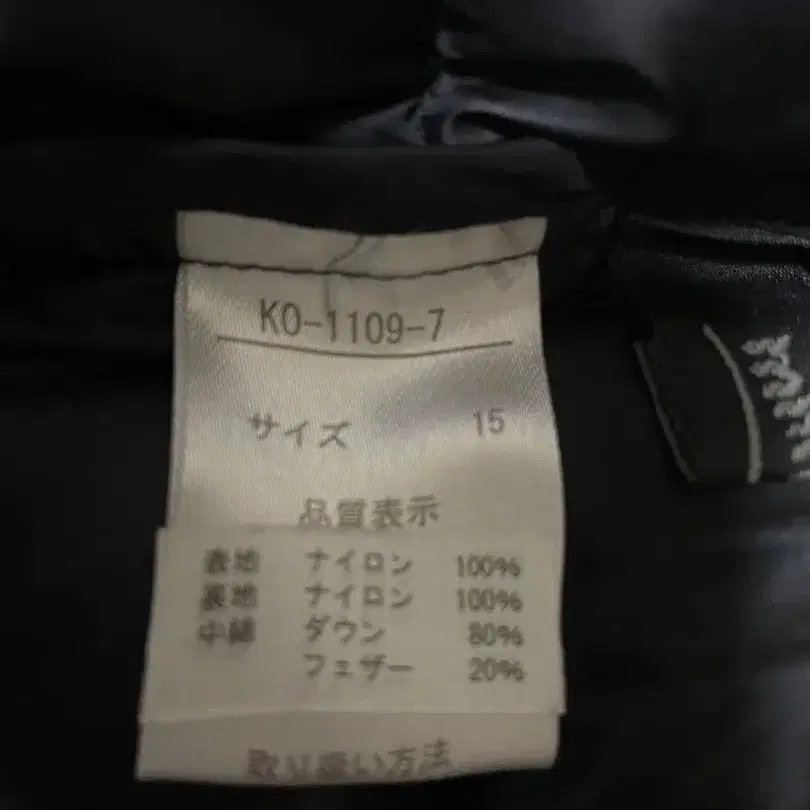 KO-1109-7
サイズ 15
品質表示
表地 ナイロン 100%
裏地 ナイロン 100%
中綿 ダウン 80%
フェザー 20%
取り扱い方法